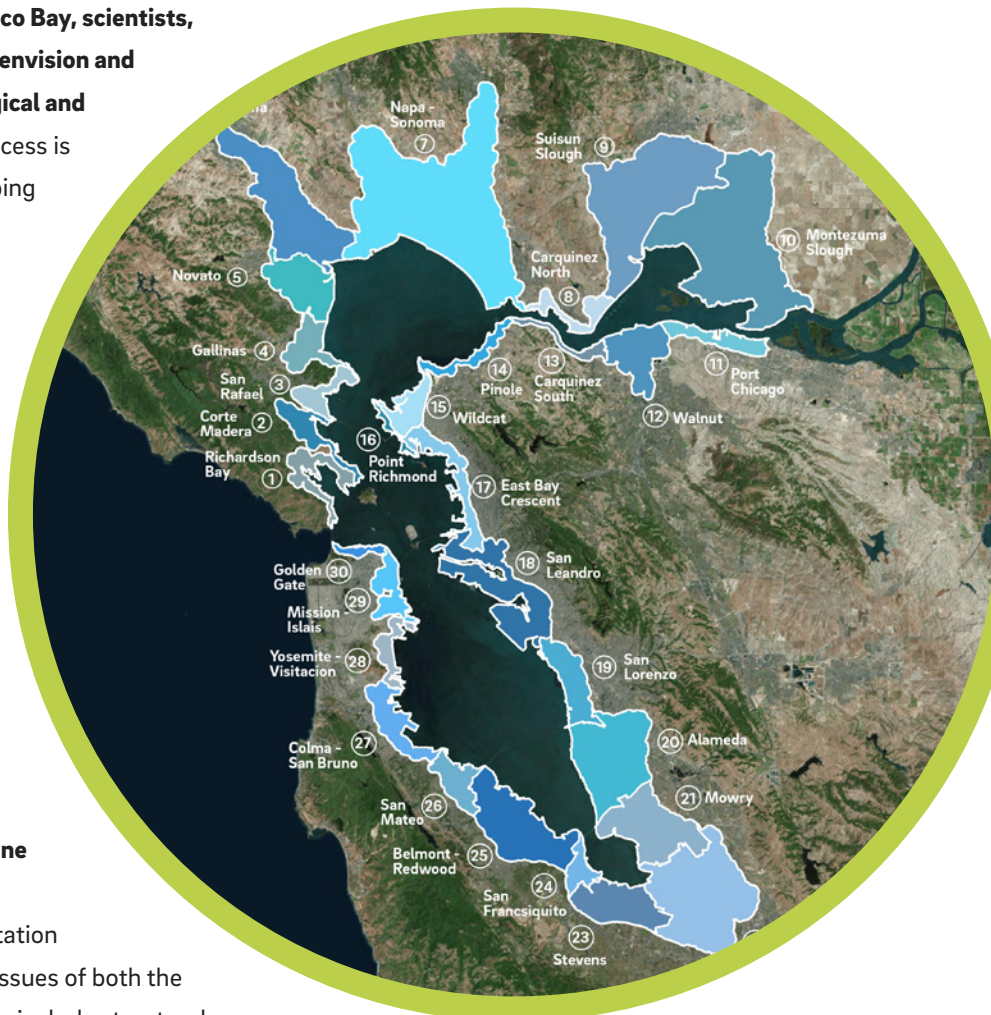 co Bay, scientists,
envision and
gical and
cess is
ing
Napa -
Sonoma
7
Suisun
Slough
9
10
Montezuma
Slough
Carquinez
North
8
Novato
5
Gallinas
4
San
Rafael
3
Corte
Madera
2
Richardson
Bay
1
14
Pinole
13
Carquinez
South
11
Port
Chicago
12
Walnut
15
Wildcat
16
Point
Richmond
17
East Bay
Crescent
18
San
Leandro
Golden
Gate
30
Mission -
Islais
29
Yosemite -
Visitacion
28
19
San
Lorenzo
Colma -
San Bruno
27
20
Alameda
21
Mowry
San
Mateo
26
Belmont -
Redwood
25
San
Francsiquito
24
23
Stevens
ne
tation
ssues of both the